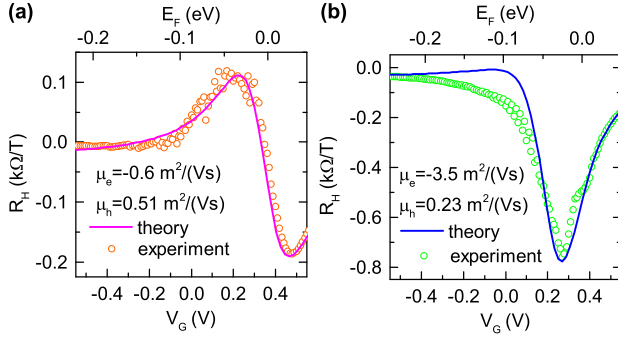 (a)
E_F (eV)
-0.2 -0.1 0.0
R_H (kΩ/T)
0.1
0.0
-0.1
-0.2
μ_e=-0.6 m²/(Vs)
μ_h=0.51 m²/(Vs)
theory
experiment
-0.4 -0.2 0.0 0.2 0.4
V_G (V)
(b)
E_F (eV)
-0.2 -0.1 0.0
R_H (kΩ/T)
0.0
-0.2
-0.4
-0.6
-0.8
μ_e=-3.5 m²/(Vs)
μ_h=0.23 m²/(Vs)
theory
experiment
-0.4 -0.2 0.0 0.2 0.4
V_G (V)